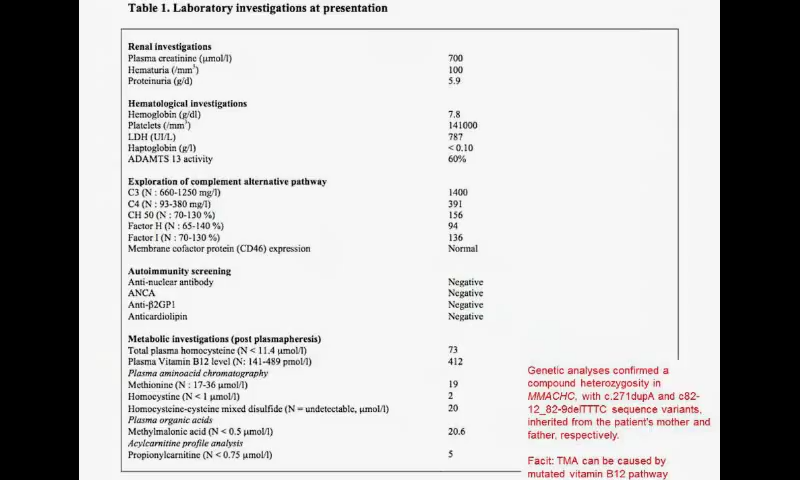 Table 1. Laboratory investigations at presentation
Renal investigations
Plasma creatinine (µmol/l) 700
Hematuria (/mm³) 100
Proteinuria (g/d) 5.9
Hematological investigations
Hemoglobin (g/dl) 7.8
Platelets (/mm³) 141000
LDH (UI/L) 787
Haptoglobin (g/l) < 0.10
ADAMTS 13 activity 60%
Exploration of complement alternative pathway
C3 (N : 660-1250 mg/l) 1400
C4 (N : 93-380 mg/l) 391
CH 50 (N : 70-130 %) 156
Factor H (N : 65-140 %) 94
Factor I (N : 70-130 %) 136
Membrane cofactor protein (CD46) expression Normal
Autoimmunity screening
Anti-nuclear antibody Negative
ANCA Negative
Anti-β2GP1 Negative
Anticardiolipin Negative
Metabolic investigations (post plasmapheresis)
Total plasma homocysteine (N < 11.4 µmol/l) 73
Plasma Vitamin B12 level (N: 141-489 pmol/l) 412
Plasma aminoacid chromatography
Methionine (N : 17-36 µmol/l) 19
Homocystine (N < 1 µmol/l) 2
Homocysteine-cysteine mixed disulfide (N = undetectable, µmol/l) 20
Plasma organic acids
Methylmalonic acid (N < 0.5 µmol/l) 20.6
Acylcarnitine profile analysis
Propionylcarnitine (N < 0.75 µmol/l) 5
Genetic analyses confirmed a
compound heterozygosity in
MMACHC, with c.271dupA and c82-
12_82-9delTTTC sequence variants,
inherited from the patient's mother and
father, respectively.
Facit: TMA can be caused by
mutated vitamin B12 pathway